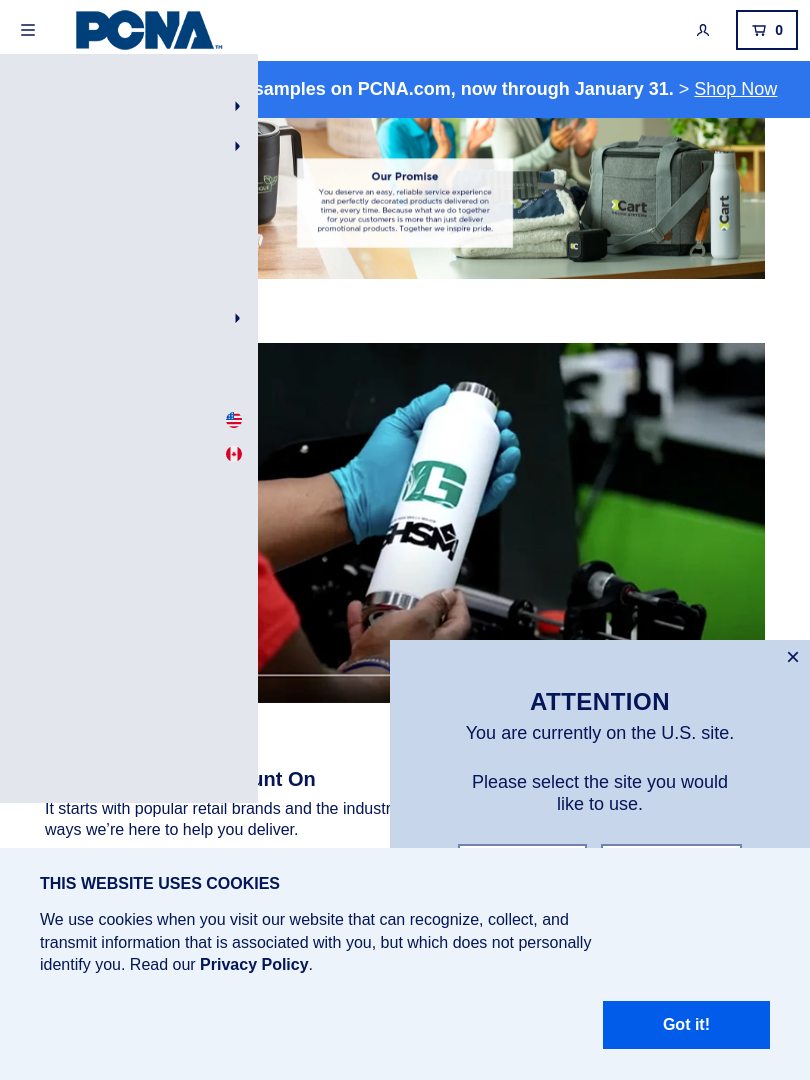 PCNA™
0
samples on PCNA.com, now through January 31. > Shop Now
Our Promise
You deserve an easy, reliable service experience
and perfectly decorated products delivered on
time, every time. Because what we do together
for your customers is more than just deliver
promotional products. Together we inspire pride.
Cart
Cart
G
GHSM
×
ATTENTION
You are currently on the U.S. site.
Please select the site you would
like to use.
unt On
It starts with popular retail brands and the industr
ways we’re here to help you deliver.
THIS WEBSITE USES COOKIES
We use cookies when you visit our website that can recognize, collect, and
transmit information that is associated with you, but which does not personally
identify you. Read our Privacy Policy.
Got it!